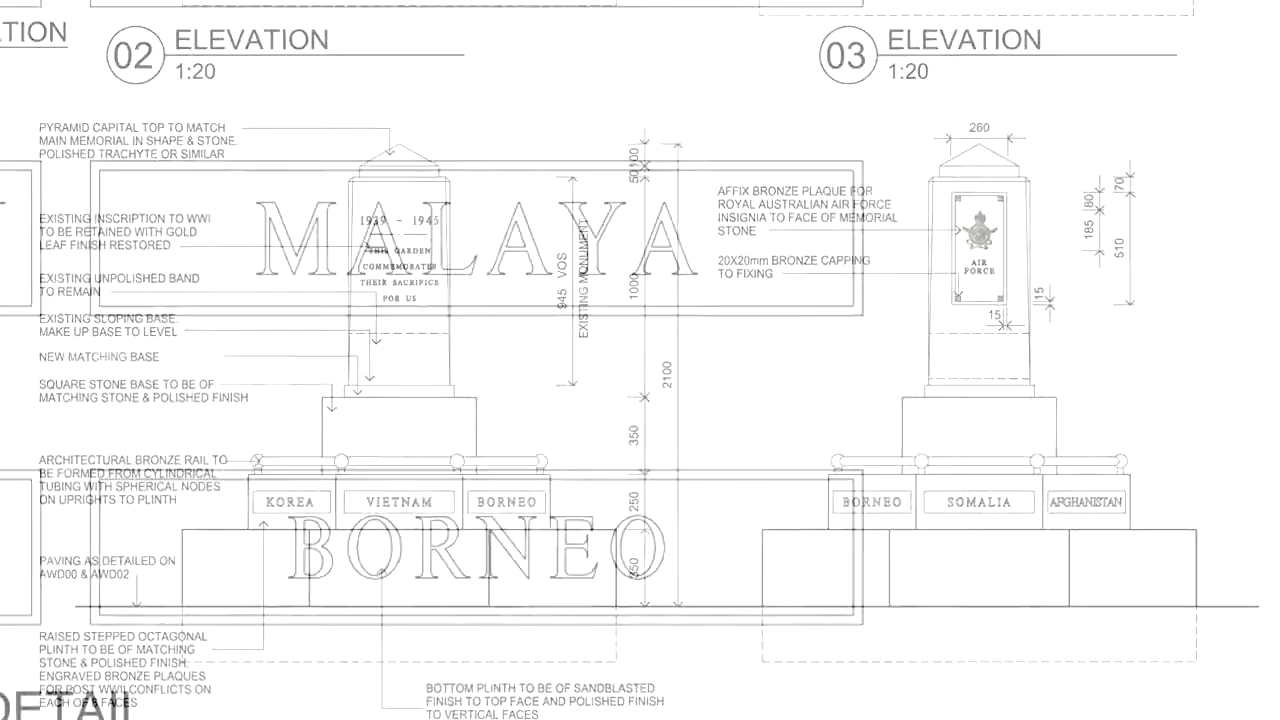 ATION
02
ELEVATION
1:20
03
ELEVATION
1:20
PYRAMID CAPITAL TOP TO MATCH
MAIN MEMORIAL IN SHAPE & STONE.
POLISHED TRACHYTE OR SIMILAR
EXISTING INSCRIPTION TO WWI
TO BE RETAINED WITH GOLD
LEAF FINISH RESTORED
EXISTING UNPOLISHED BAND
TO REMAIN
EXISTING SLOPING BASE.
MAKE UP BASE TO LEVEL
NEW MATCHING BASE
SQUARE STONE BASE TO BE OF
MATCHING STONE & POLISHED FINISH
ARCHITECTURAL BRONZE RAIL TO
BE FORMED FROM CYLINDRICAL
TUBING WITH SPHERICAL NODES
ON UPRIGHTS TO PLINTH
PAVING AS DETAILED ON
AWD00 & AWD02
RAISED STEPPED OCTAGONAL
PLINTH TO BE OF MATCHING
STONE & POLISHED FINISH.
ENGRAVED BRONZE PLAQUES
FOR POST WWII CONFLICTS ON
EACH OF 8 FACES
DETAIL
MALAYA
1939 - 1945
THIS GARDEN
COMMEMORATES
THEIR SACRIFICE
FOR US
KOREA
VIETNAM
BORNEO
BORNEO
BOTTOM PLINTH TO BE OF SANDBLASTED
FINISH TO TOP FACE AND POLISHED FINISH
TO VERTICAL FACES
945 VOS
EXISTING MONUMENT
100
50
1000
350
250
350
2100
AFFIX BRONZE PLAQUE FOR
ROYAL AUSTRALIAN AIR FORCE
INSIGNIA TO FACE OF MEMORIAL
STONE
20X20mm BRONZE CAPPING
TO FIXING
260
AIR
FORCE
15
15
80
185
70
510
BORNEO
SOMALIA
AFGHANISTAN